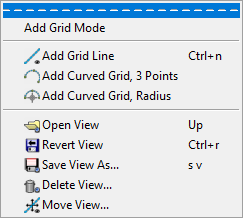 Add Grid Mode
Add Grid Line Ctrl+n
Add Curved Grid, 3 Points
Add Curved Grid, Radius
Open View Up
Revert View Ctrl+r
Save View As... s v
Delete View...
Move View...